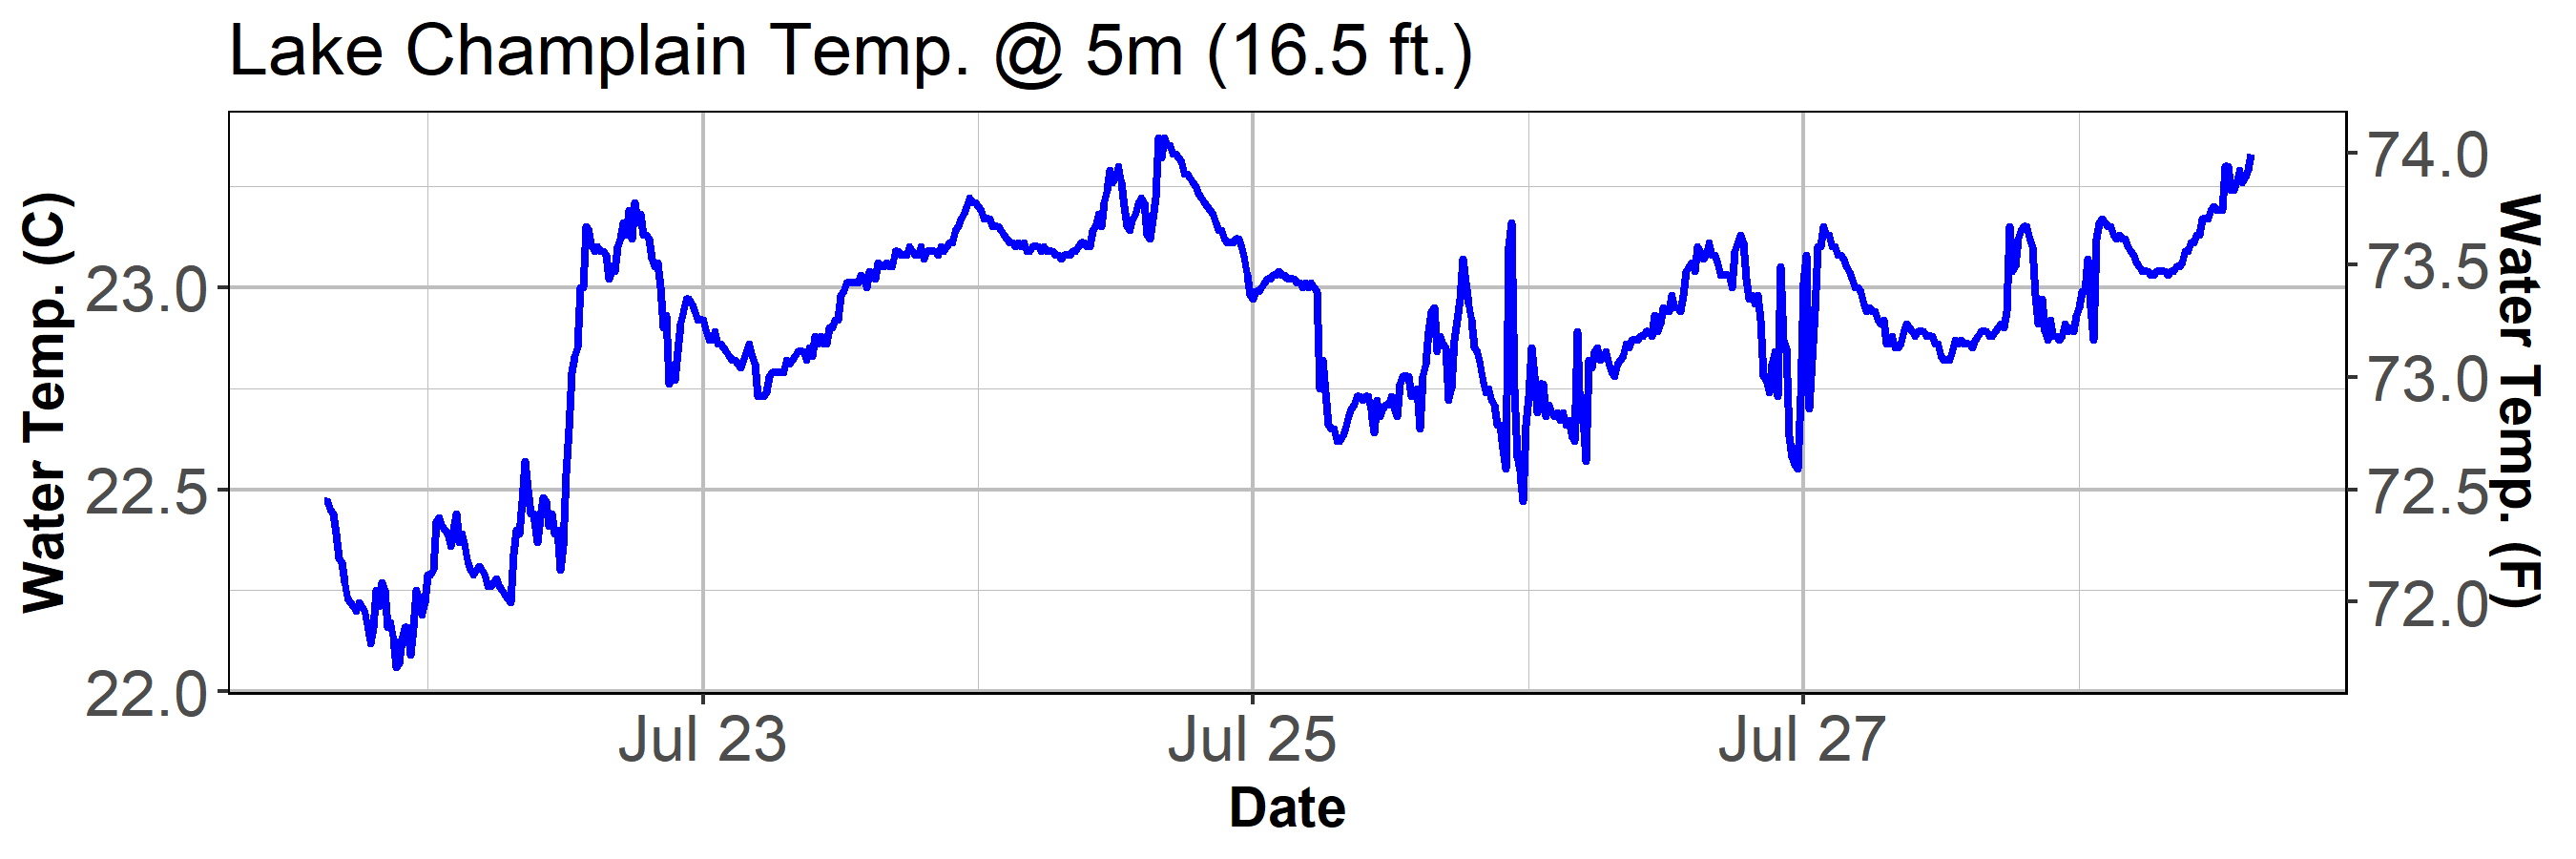 Lake Champlain Temp. @ 5m (16.5 ft.)
Water Temp. (C)
23.0
22.5
22.0
74.0
73.5
73.0
72.5
72.0
Water Temp. (F)
Jul 23
Jul 25
Jul 27
Date